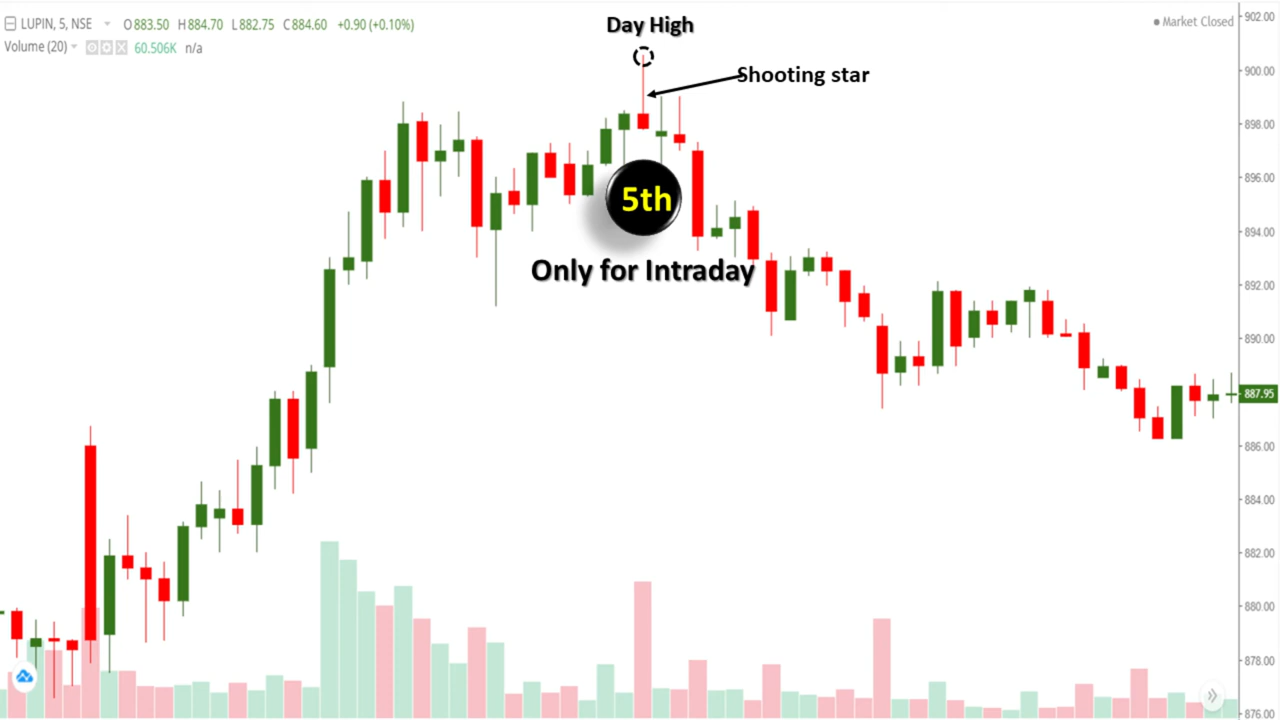 LUPIN, 5, NSE O883.50 H884.70 L882.75 C884.60 +0.90 (+0.10%)
Volume (20) 60.506K n/a
Day High
Market Closed
Shooting star
5th
Only for Intraday
902.00
900.00
898.00
896.00
894.00
892.00
890.00
887.95
886.00
884.00
882.00
880.00
878.00
876.00